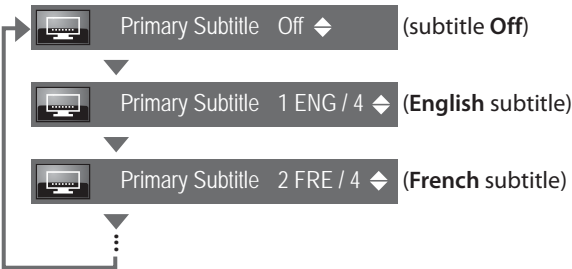 Primary Subtitle Off (subtitle Off)
Primary Subtitle 1 ENG / 4 (English subtitle)
Primary Subtitle 2 FRE / 4 (French subtitle)